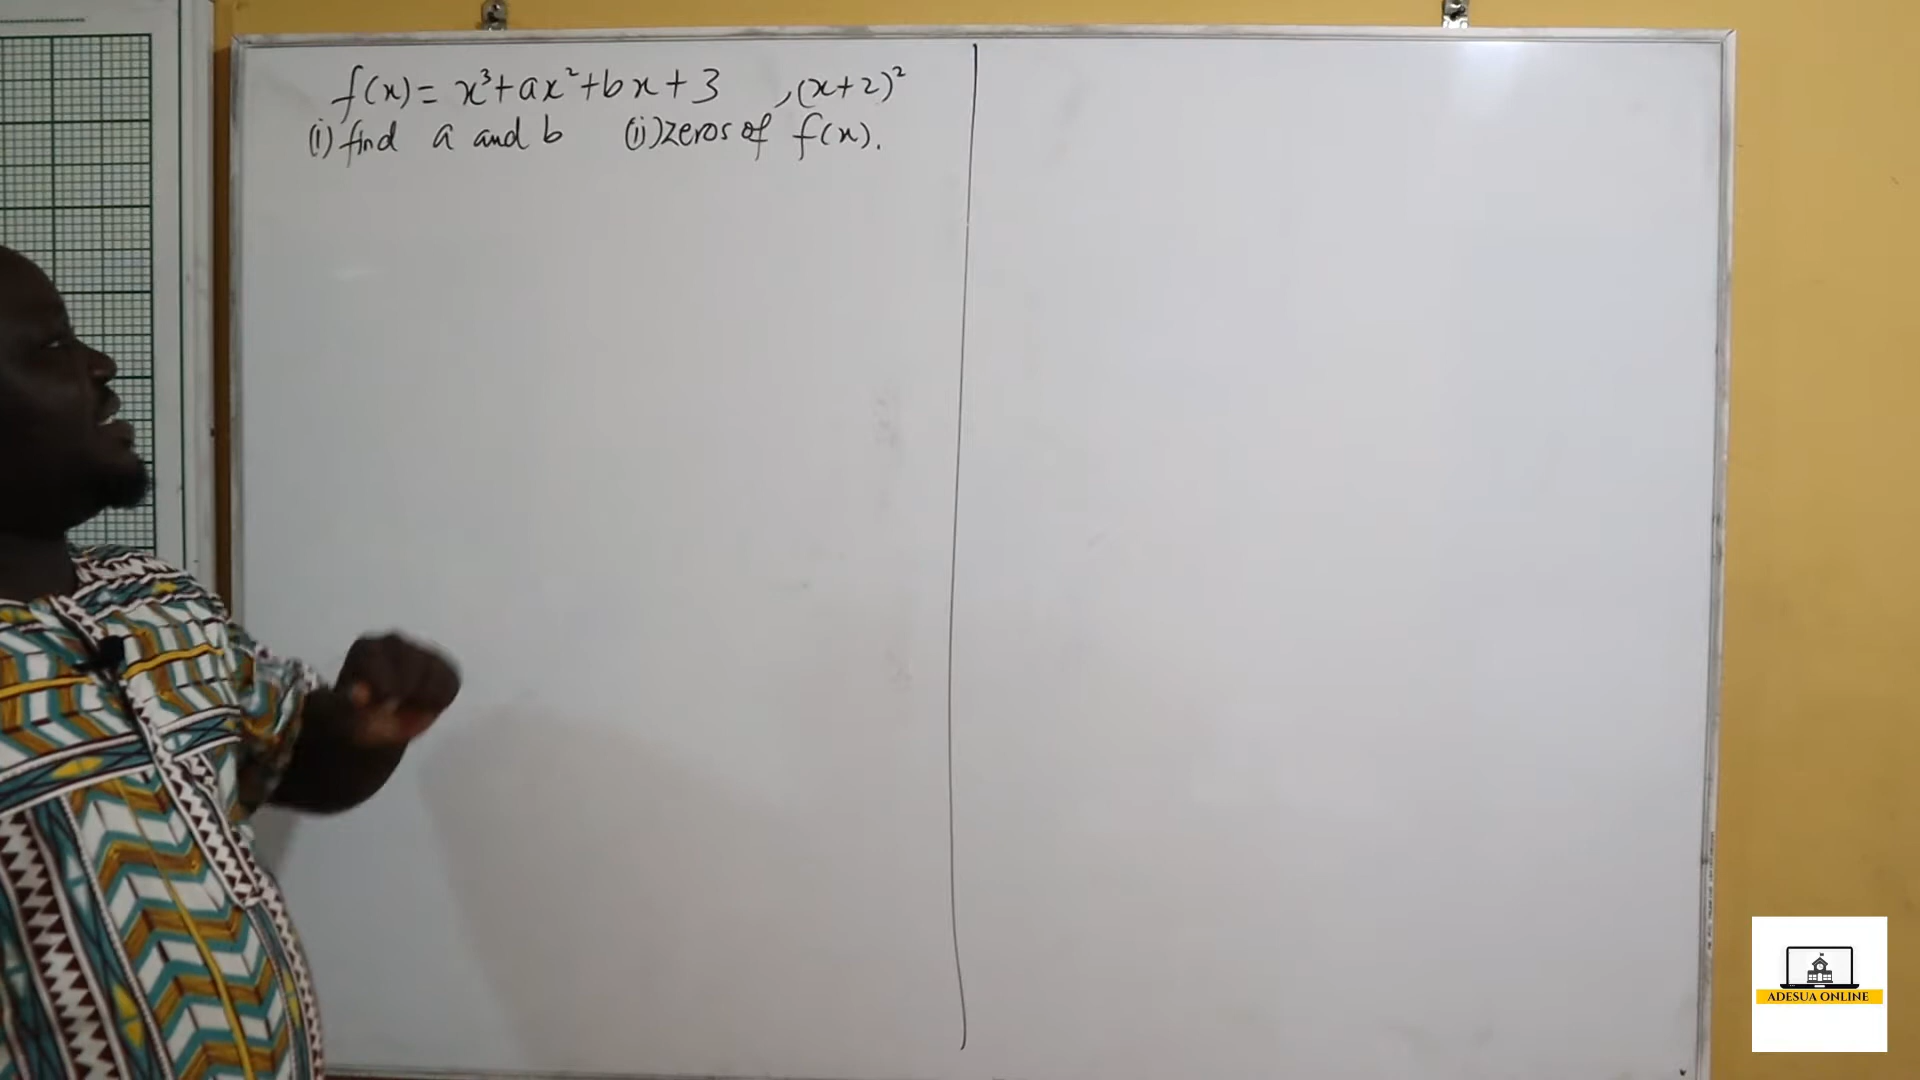 f(x) = x³+ax²+bx+3 , (x+2)²
(i) find a and b (ii) zeros of f(x).
ADESUA ONLINE